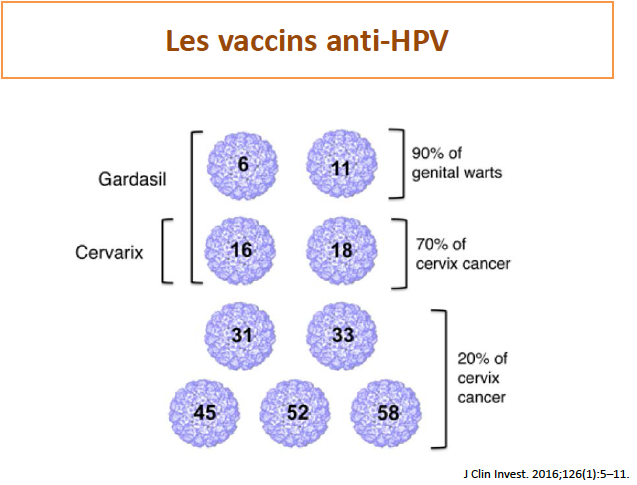 Les vaccins anti-HPV
6
11
90% of
genital warts
Gardasil
Cervarix
16
18
70% of
cervix cancer
31
33
20% of
cervix
cancer
45
52
58
J Clin Invest. 2016;126(1):5–11.